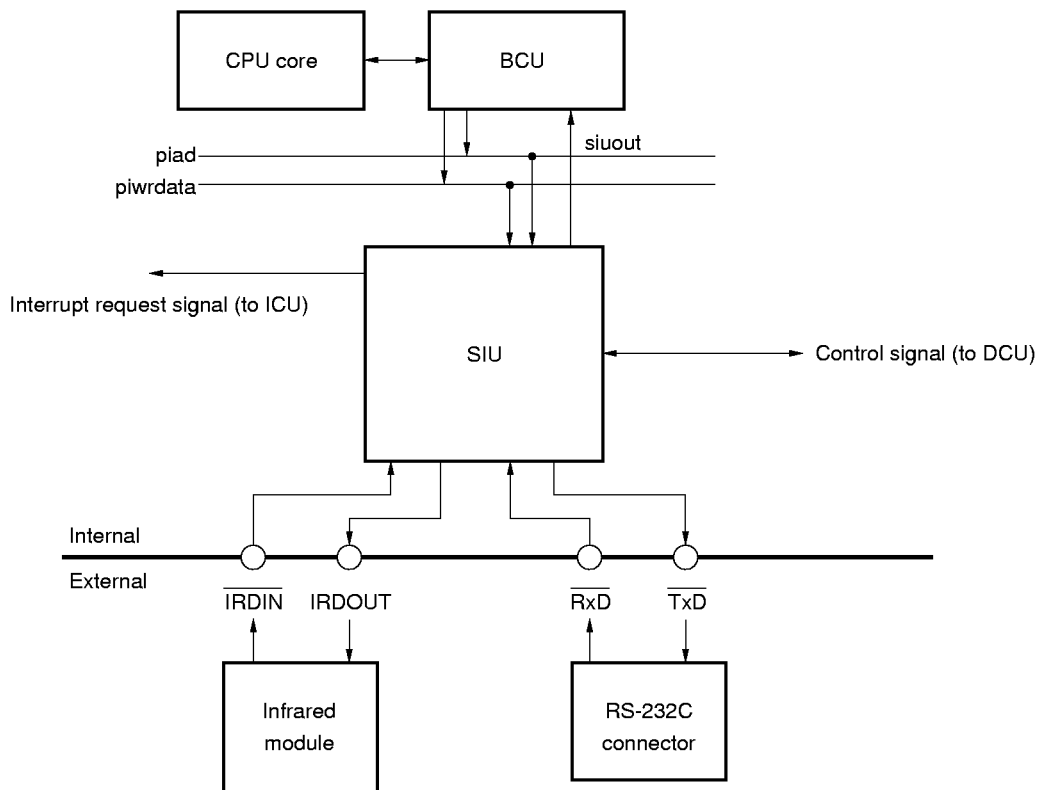 CPU core
BCU
siuout
piad
piwrdata
Interrupt request signal (to ICU)
SIU
Control signal (to DCU)
Internal
External
IRDIN
IRDOUT
RxD
TxD
Infrared
module
RS-232C
connector